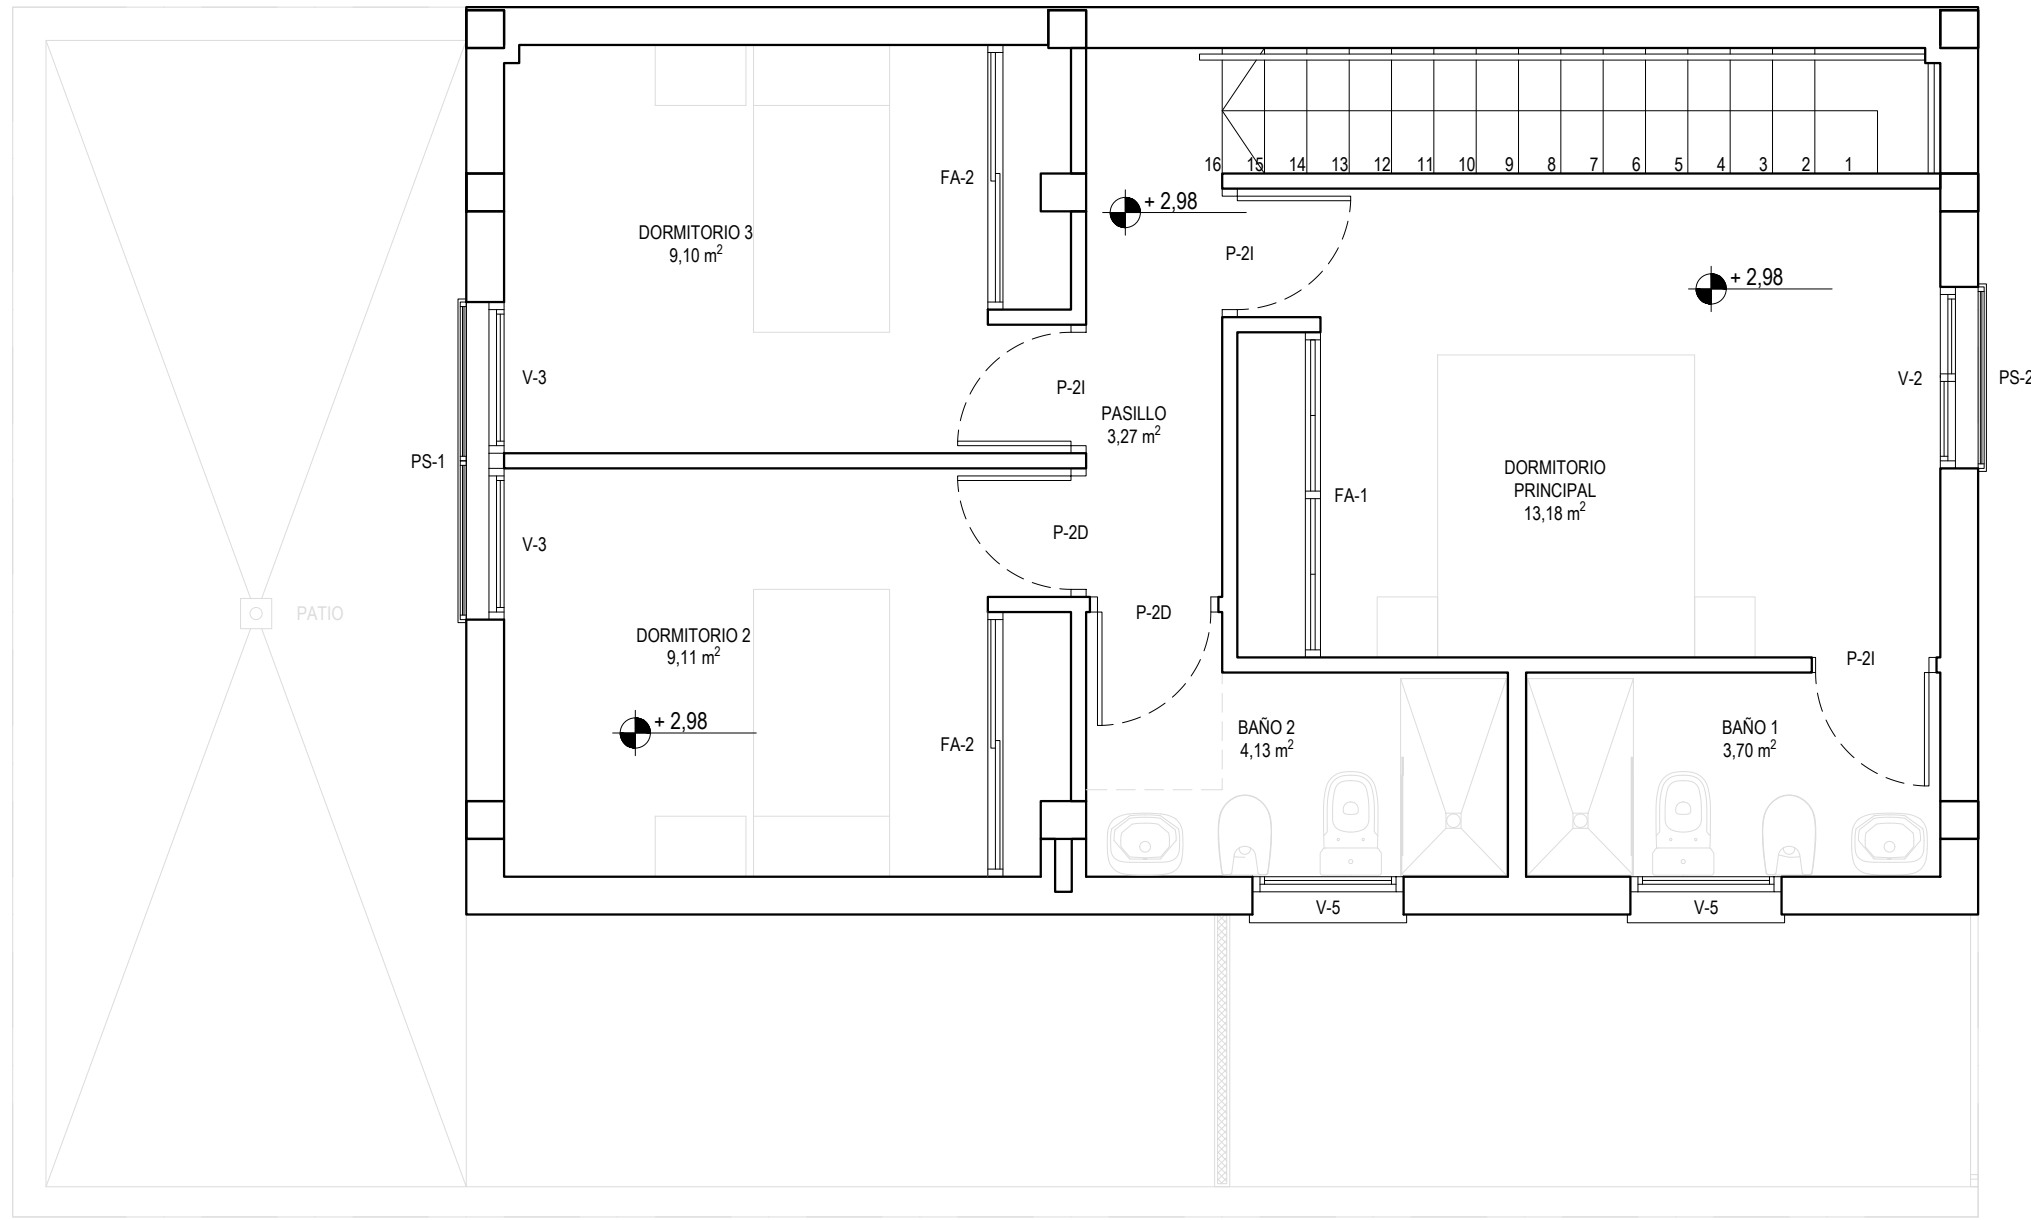 16 15 14 13 12 11 10 9 8 7 6 5 4 3 2 1
FA-2
+ 2,98
DORMITORIO 3
9,10 m²
P-2I
+ 2,98
V-3
P-2I
V-2
PS-2
PASILLO
3,27 m²
PS-1
DORMITORIO
PRINCIPAL
13,18 m²
FA-1
V-3
P-2D
PATIO
P-2D
DORMITORIO 2
9,11 m²
P-2I
+ 2,98
FA-2
BAÑO 2
4,13 m²
BAÑO 1
3,70 m²
V-5
V-5